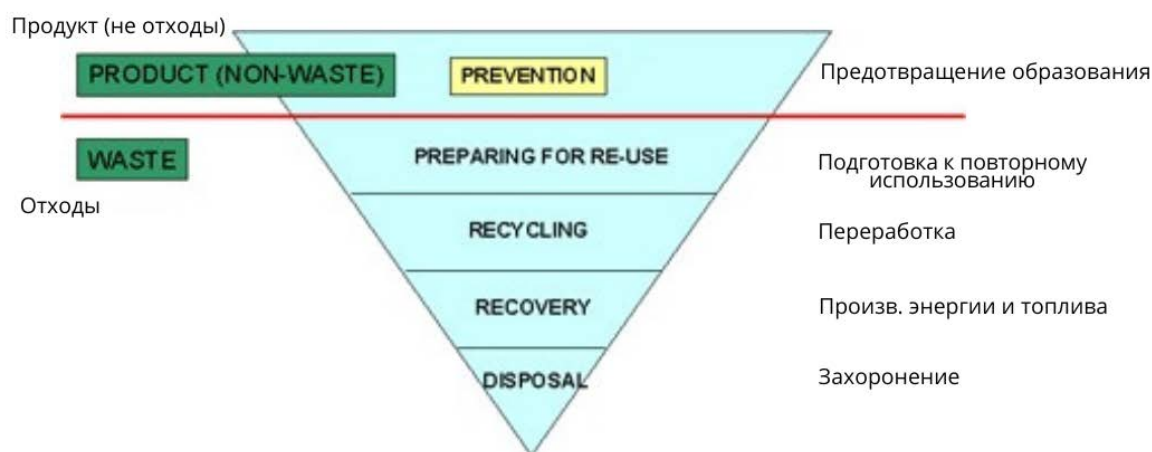 Продукт (не отходы)
PRODUCT (NON-WASTE)
PREVENTION
Предотвращение образования
WASTE
PREPARING FOR RE-USE
Подготовка к повторному
использованию
Отходы
RECYCLING
Переработка
RECOVERY
Произв. энергии и топлива
DISPOSAL
Захоронение